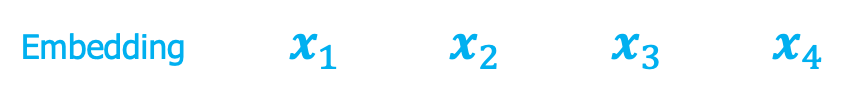 Embedding x₁ x₂ x₃ x₄